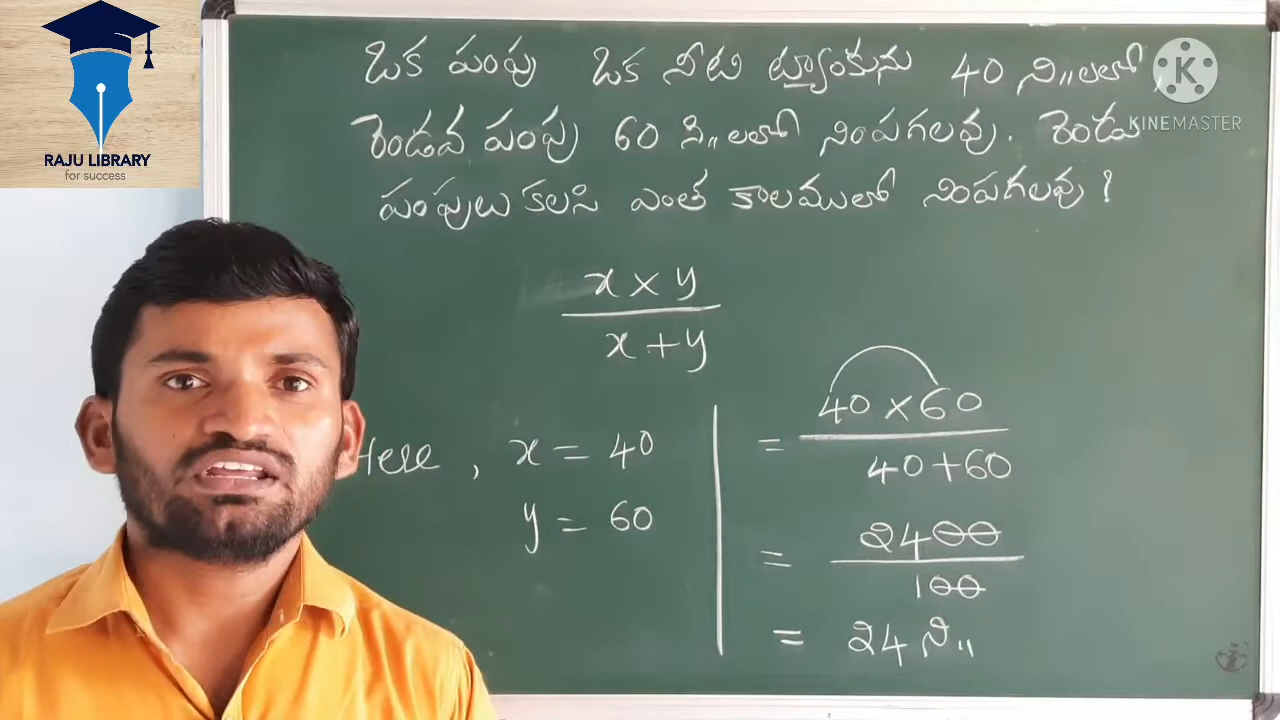 RAJU LIBRARY
for success
ఒక పంపు ఒక నీటి ట్యాంకును 40 ని॥లలో,
రెండవ పంపు 60 ని॥లలో నింపగలవు. రెండు
పంపులు కలసి ఎంత కాలములో నింపగలవు?
K
KINEMASTER
x × y
x + y
Here, x = 40
y = 60
= 40 × 60
40 + 60
= 2400
100
= 24 ని॥